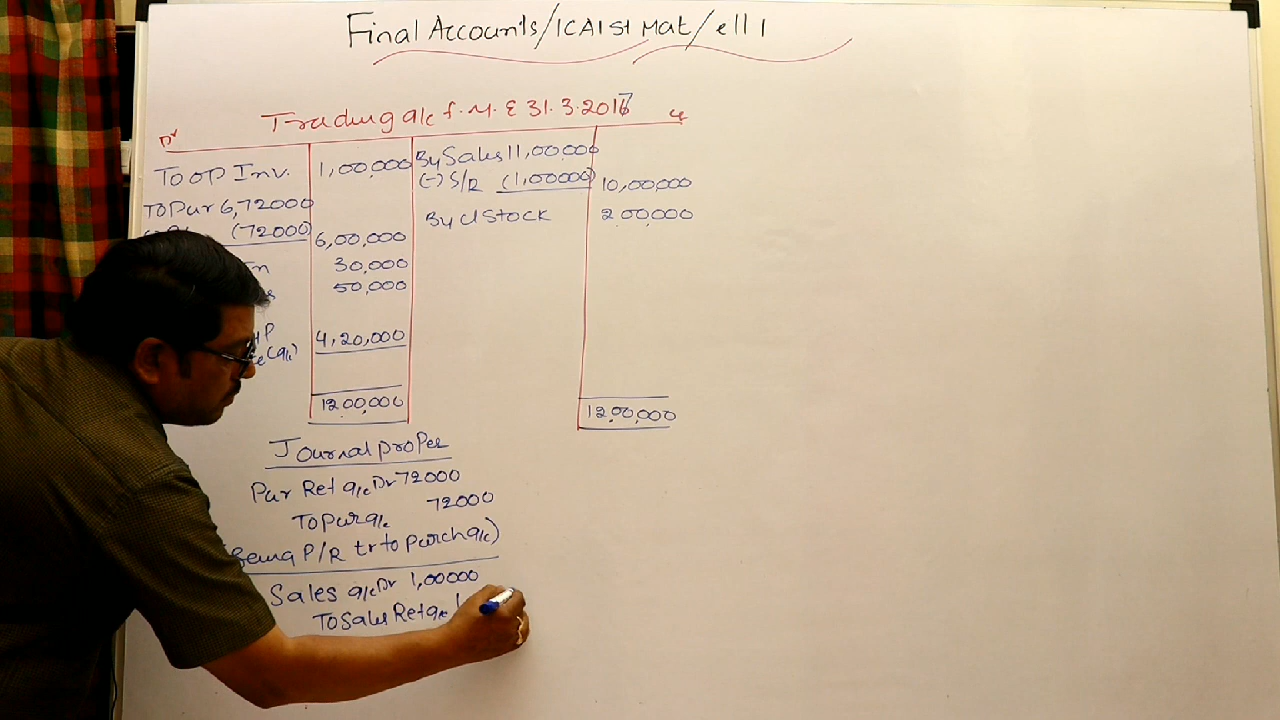 Final Accounts/ICAI St Mat/ell 1
Trading a/c f.Y.E 31.3.2017
Dr
Cr
To op Inv. 1,00,000 By Sales 11,00,000
(-) S/R (1,00000) 10,00,000
To Pur 6,72000
(72000) 6,00,000 By Cl Stock 2,00,000
30,000
50,000
4,20,000
(a/c)
12,00,000 12,00,000
Journal proper
Pur Ret a/c Dr 72000
To Pur a/c 72000
Being P/R tr to purch a/c)
Sales a/c Dr 1,00000
To Sales Ret a/c